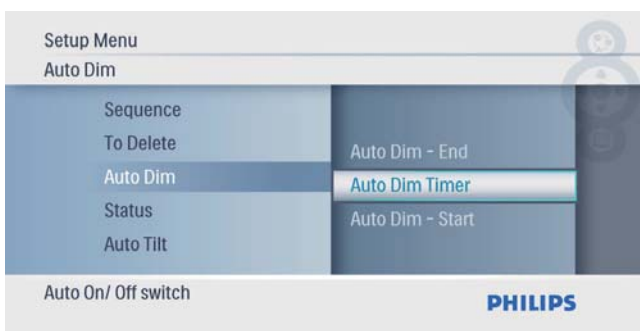 Setup Menu
Auto Dim
Sequence
To Delete
Auto Dim
Status
Auto Tilt
Auto Dim - End
Auto Dim Timer
Auto Dim - Start
Auto On/ Off switch
PHILIPS